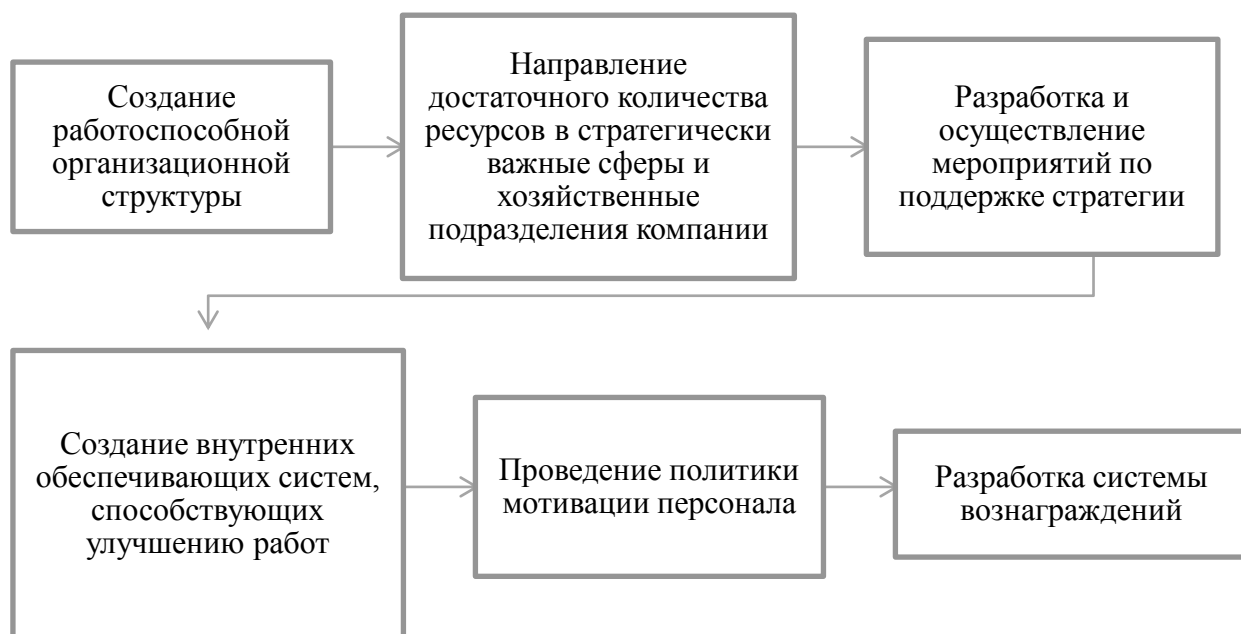 Создание
работоспособной
организационной
структуры
Направление
достаточного количества
ресурсов в стратегически
важные сферы и
хозяйственные
подразделения компании
Разработка и
осуществление
мероприятий по
поддержке стратегии
Создание внутренних
обеспечивающих систем,
способствующих
улучшению работ
Проведение политики
мотивации персонала
Разработка системы
вознаграждений